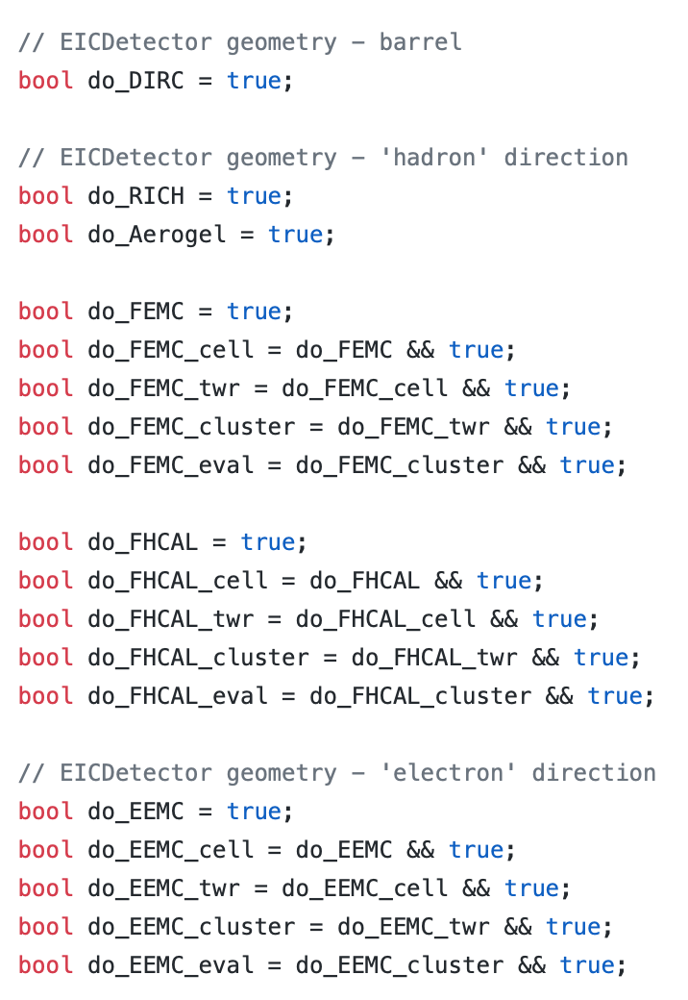 // EICDetector geometry – barrel
bool do_DIRC = true;
// EICDetector geometry – 'hadron' direction
bool do_RICH = true;
bool do_Aerogel = true;
bool do_FEMC = true;
bool do_FEMC_cell = do_FEMC && true;
bool do_FEMC_twr = do_FEMC_cell && true;
bool do_FEMC_cluster = do_FEMC_twr && true;
bool do_FEMC_eval = do_FEMC_cluster && true;
bool do_FHCAL = true;
bool do_FHCAL_cell = do_FHCAL && true;
bool do_FHCAL_twr = do_FHCAL_cell && true;
bool do_FHCAL_cluster = do_FHCAL_twr && true;
bool do_FHCAL_eval = do_FHCAL_cluster && true;
// EICDetector geometry – 'electron' direction
bool do_EEMC = true;
bool do_EEMC_cell = do_EEMC && true;
bool do_EEMC_twr = do_EEMC_cell && true;
bool do_EEMC_cluster = do_EEMC_twr && true;
bool do_EEMC_eval = do_EEMC_cluster && true;